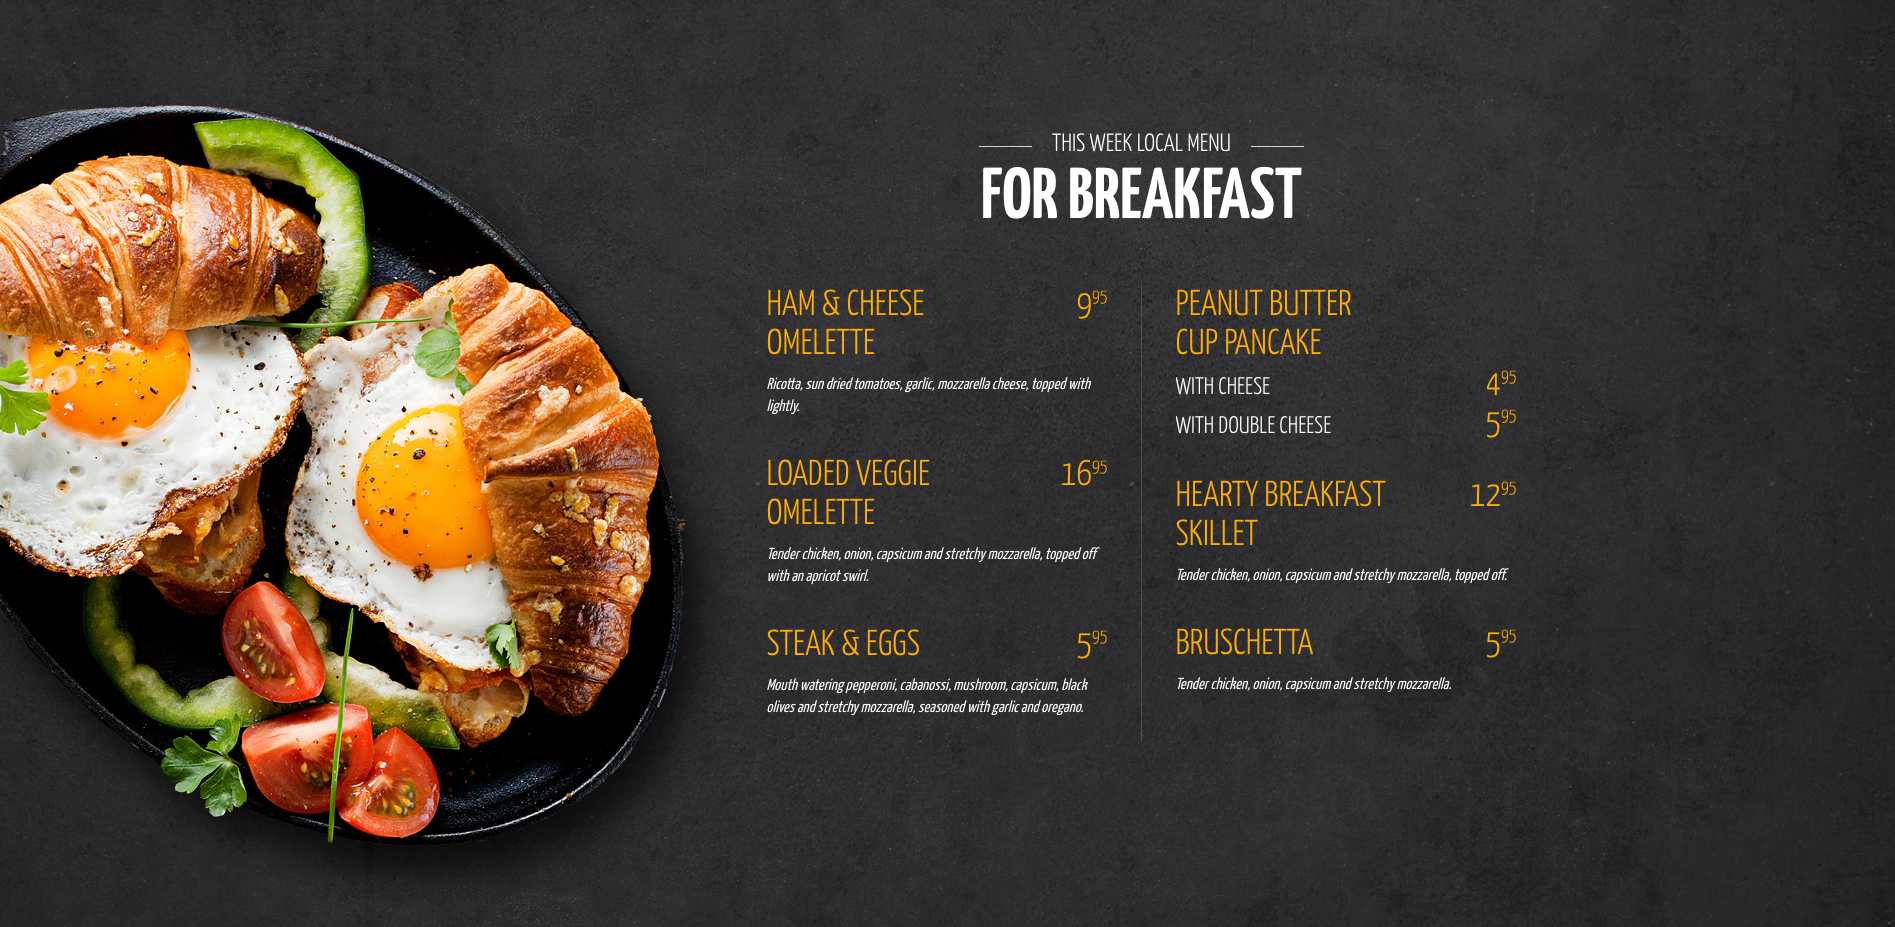 THIS WEEK LOCAL MENU
FOR BREAKFAST
HAM & CHEESE 9⁹⁵
OMELETTE
Ricotta, sun dried tomatoes, garlic, mozzarella cheese, topped with
lightly.
LOADED VEGGIE 16⁹⁵
OMELETTE
Tender chicken, onion, capsicum and stretchy mozzarella, topped off
with an apricot swirl.
STEAK & EGGS 5⁹⁵
Mouth watering pepperoni, cabanossi, mushroom, capsicum, black
olives and stretchy mozzarella, seasoned with garlic and oregano.
PEANUT BUTTER
CUP PANCAKE
WITH CHEESE 4⁹⁵
WITH DOUBLE CHEESE 5⁹⁵
HEARTY BREAKFAST 12⁹⁵
SKILLET
Tender chicken, onion, capsicum and stretchy mozzarella, topped off.
BRUSCHETTA 5⁹⁵
Tender chicken, onion, capsicum and stretchy mozzarella.